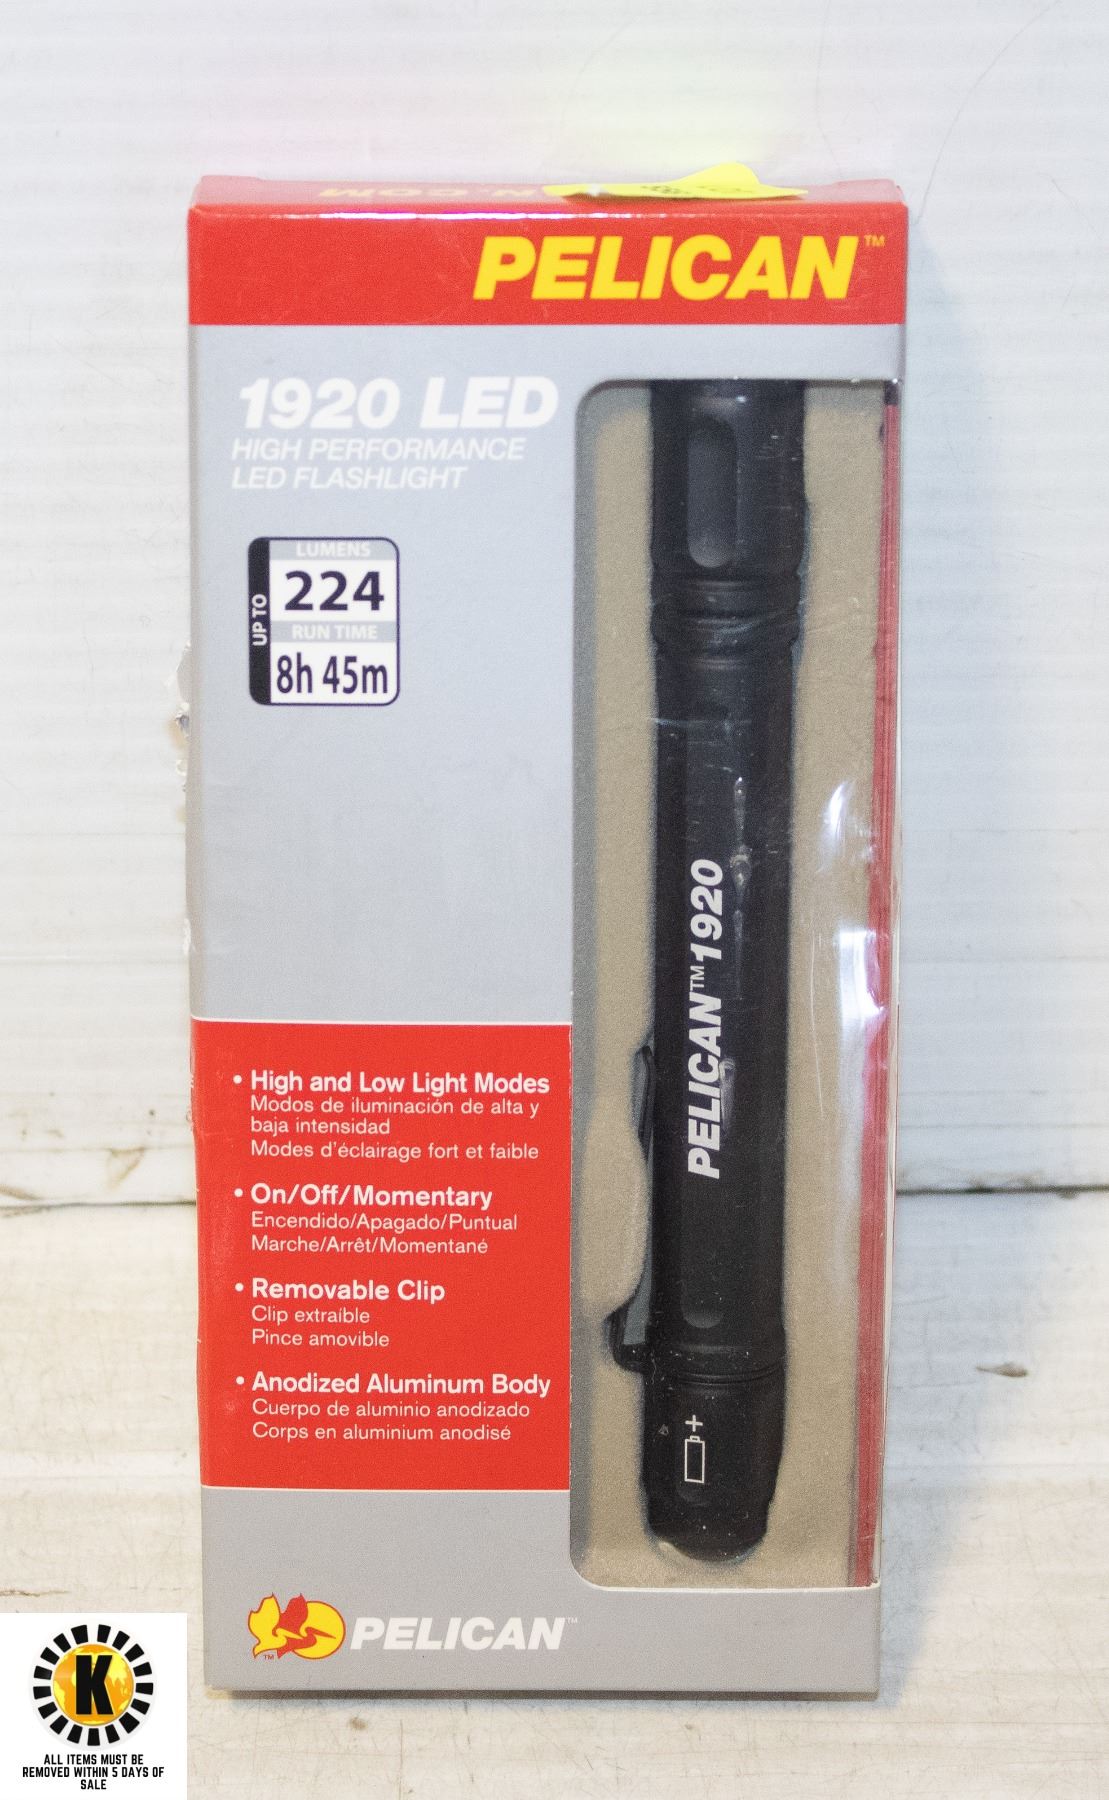 PELICAN™
1920 LED
HIGH PERFORMANCE
LED FLASHLIGHT
UP TO
LUMENS
224
RUN TIME
8h 45m
• High and Low Light Modes
Modos de iluminación de alta y
baja intensidad
Modes d'éclairage fort et faible
• On/Off/Momentary
Encendido/Apagado/Puntual
Marche/Arrêt/Momentané
• Removable Clip
Clip extraíble
Pince amovible
• Anodized Aluminum Body
Cuerpo de aluminio anodizado
Corps en aluminium anodisé
PELICAN™ 1920
+
TM
PELICAN™
K
ALL ITEMS MUST BE
REMOVED WITHIN 5 DAYS OF
SALE